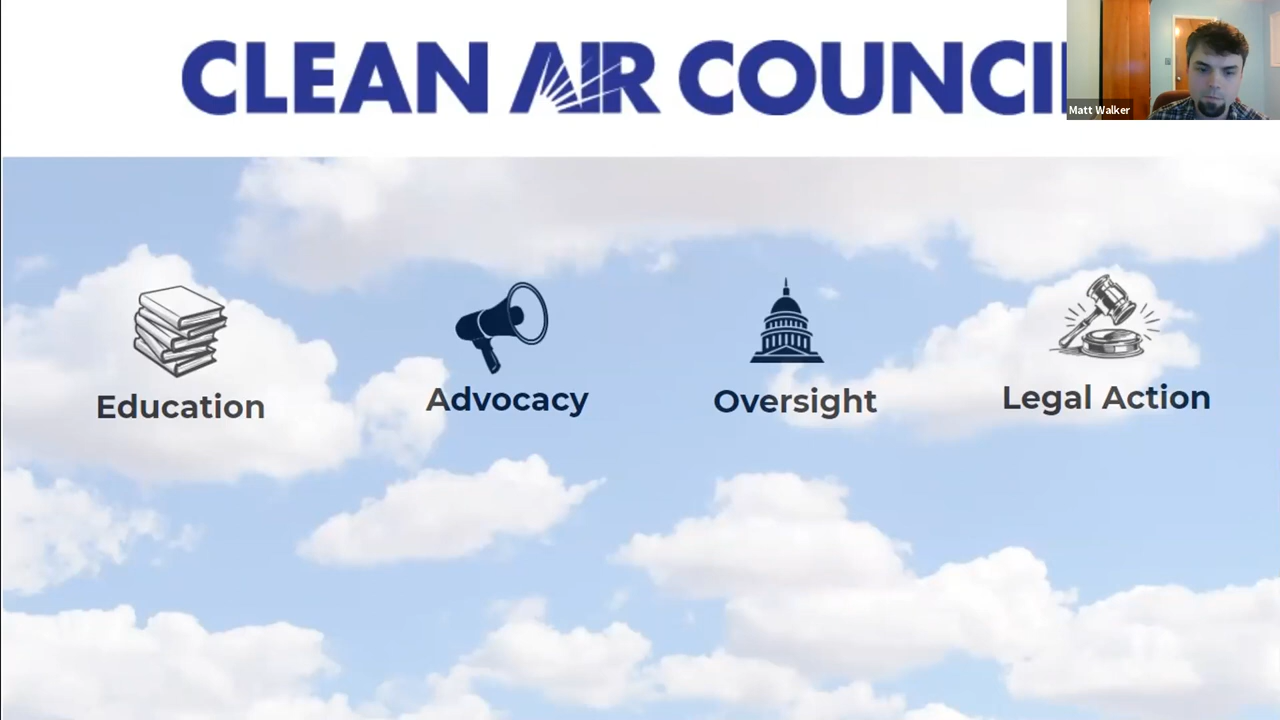 CLEAN AIR COUNCI
Matt Walker
Education
Advocacy
Oversight
Legal Action